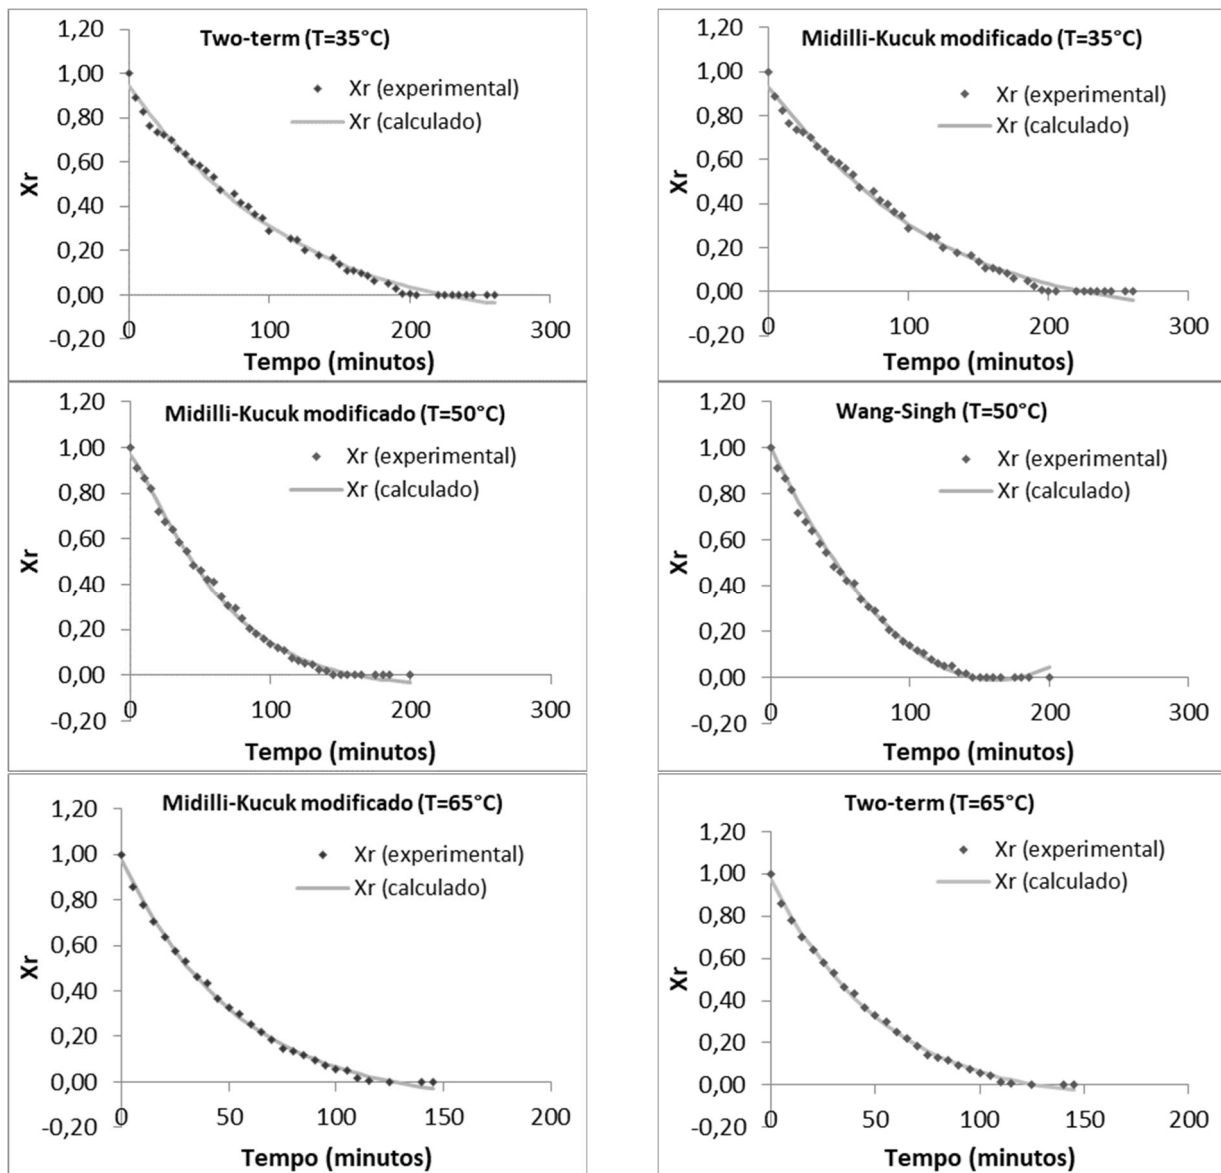 Two-term (T=35°C)
Xr (experimental)
Xr (calculado)
Xr
1,20
1,00
0,80
0,60
0,40
0,20
0,00
-0,20
0 100 200 300
Tempo (minutos)
Midilli-Kucuk modificado (T=35°C)
Xr (experimental)
Xr (calculado)
Xr
1,20
1,00
0,80
0,60
0,40
0,20
0,00
-0,20
0 100 200 300
Tempo (minutos)
Midilli-Kucuk modificado (T=50°C)
Xr (experimental)
Xr (calculado)
Xr
1,20
1,00
0,80
0,60
0,40
0,20
0,00
-0,20
0 100 200 300
Tempo (minutos)
Wang-Singh (T=50°C)
Xr (experimental)
Xr (calculado)
Xr
1,20
1,00
0,80
0,60
0,40
0,20
0,00
-0,20
0 100 200 300
Tempo (minutos)
Midilli-Kucuk modificado (T=65°C)
Xr (experimental)
Xr (calculado)
Xr
1,20
1,00
0,80
0,60
0,40
0,20
0,00
-0,20
0 50 100 150 200
Tempo (minutos)
Two-term (T=65°C)
Xr (experimental)
Xr (calculado)
Xr
1,20
1,00
0,80
0,60
0,40
0,20
0,00
-0,20
0 50 100 150 200
Tempo (minutos)